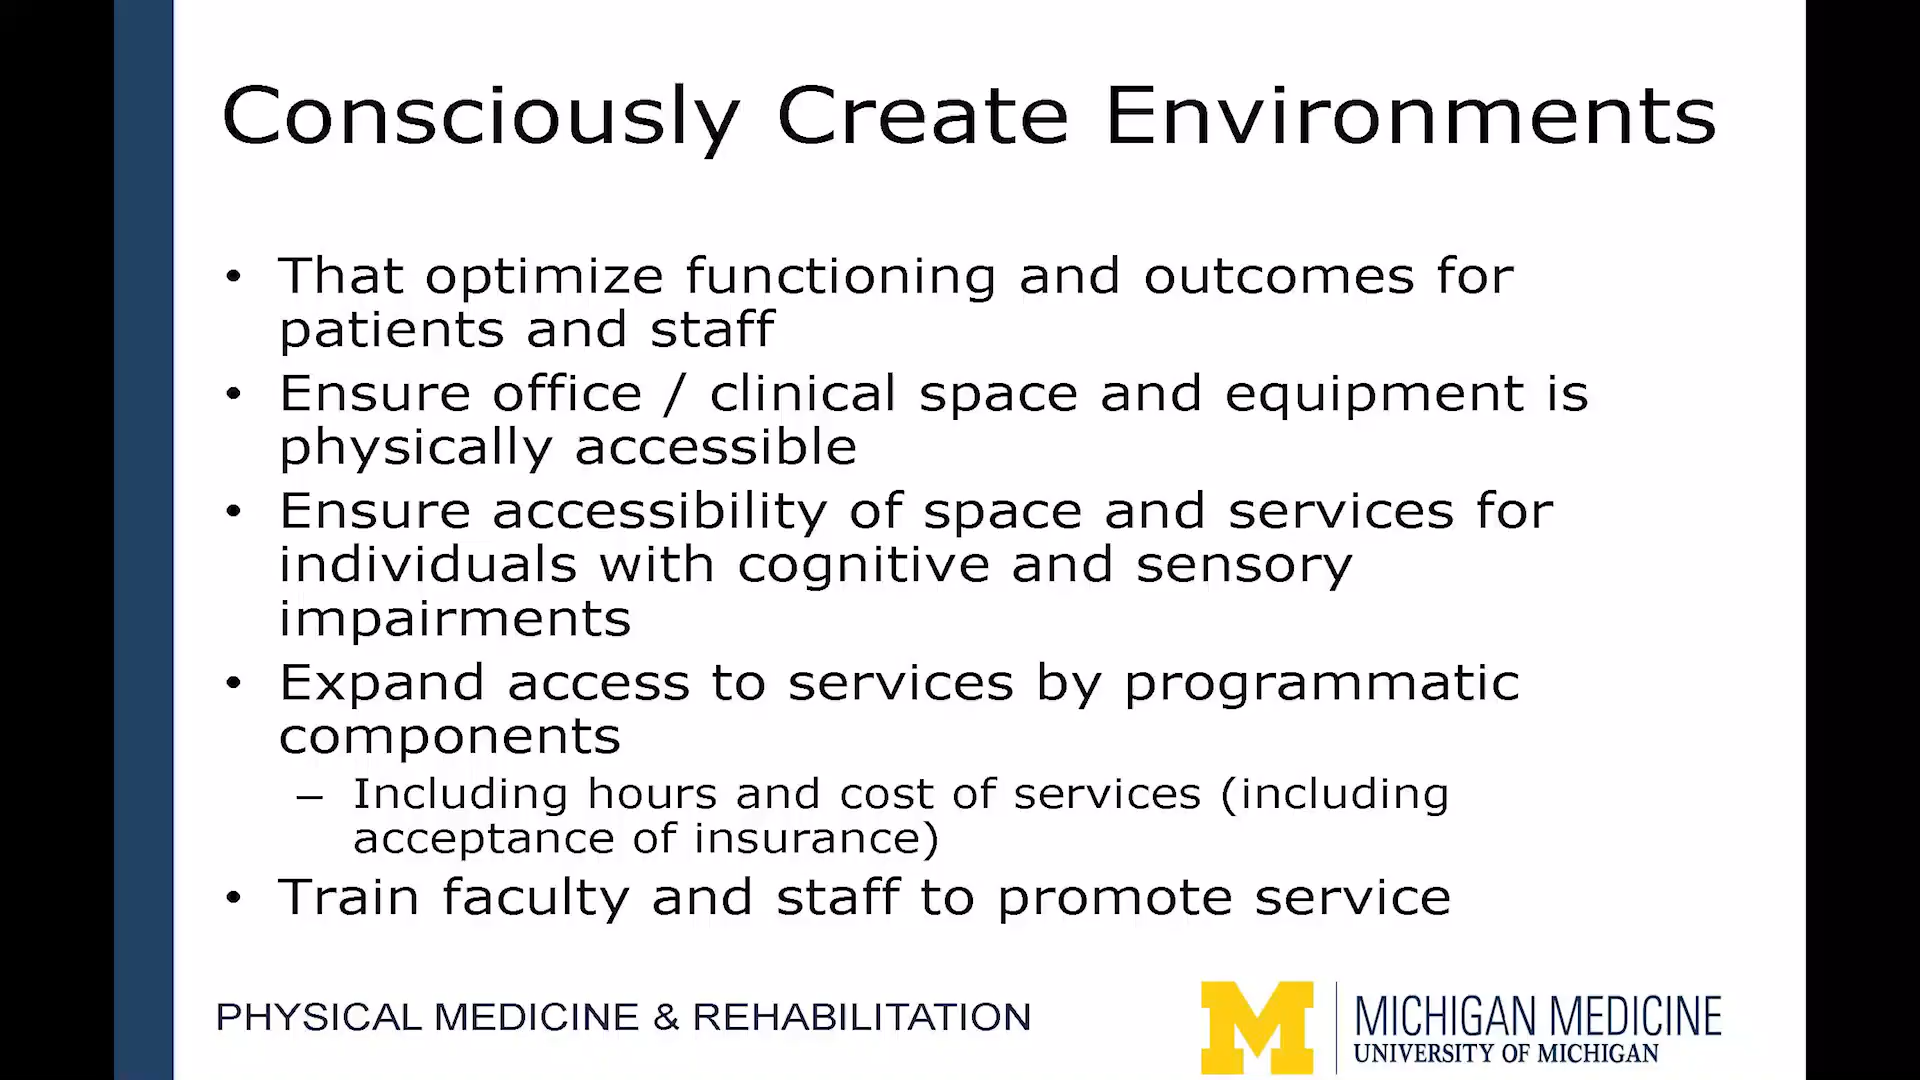 Consciously Create Environments
• That optimize functioning and outcomes for
patients and staff
• Ensure office / clinical space and equipment is
physically accessible
• Ensure accessibility of space and services for
individuals with cognitive and sensory
impairments
• Expand access to services by programmatic
components
– Including hours and cost of services (including
acceptance of insurance)
• Train faculty and staff to promote service
PHYSICAL MEDICINE & REHABILITATION
M
MICHIGAN MEDICINE
UNIVERSITY OF MICHIGAN